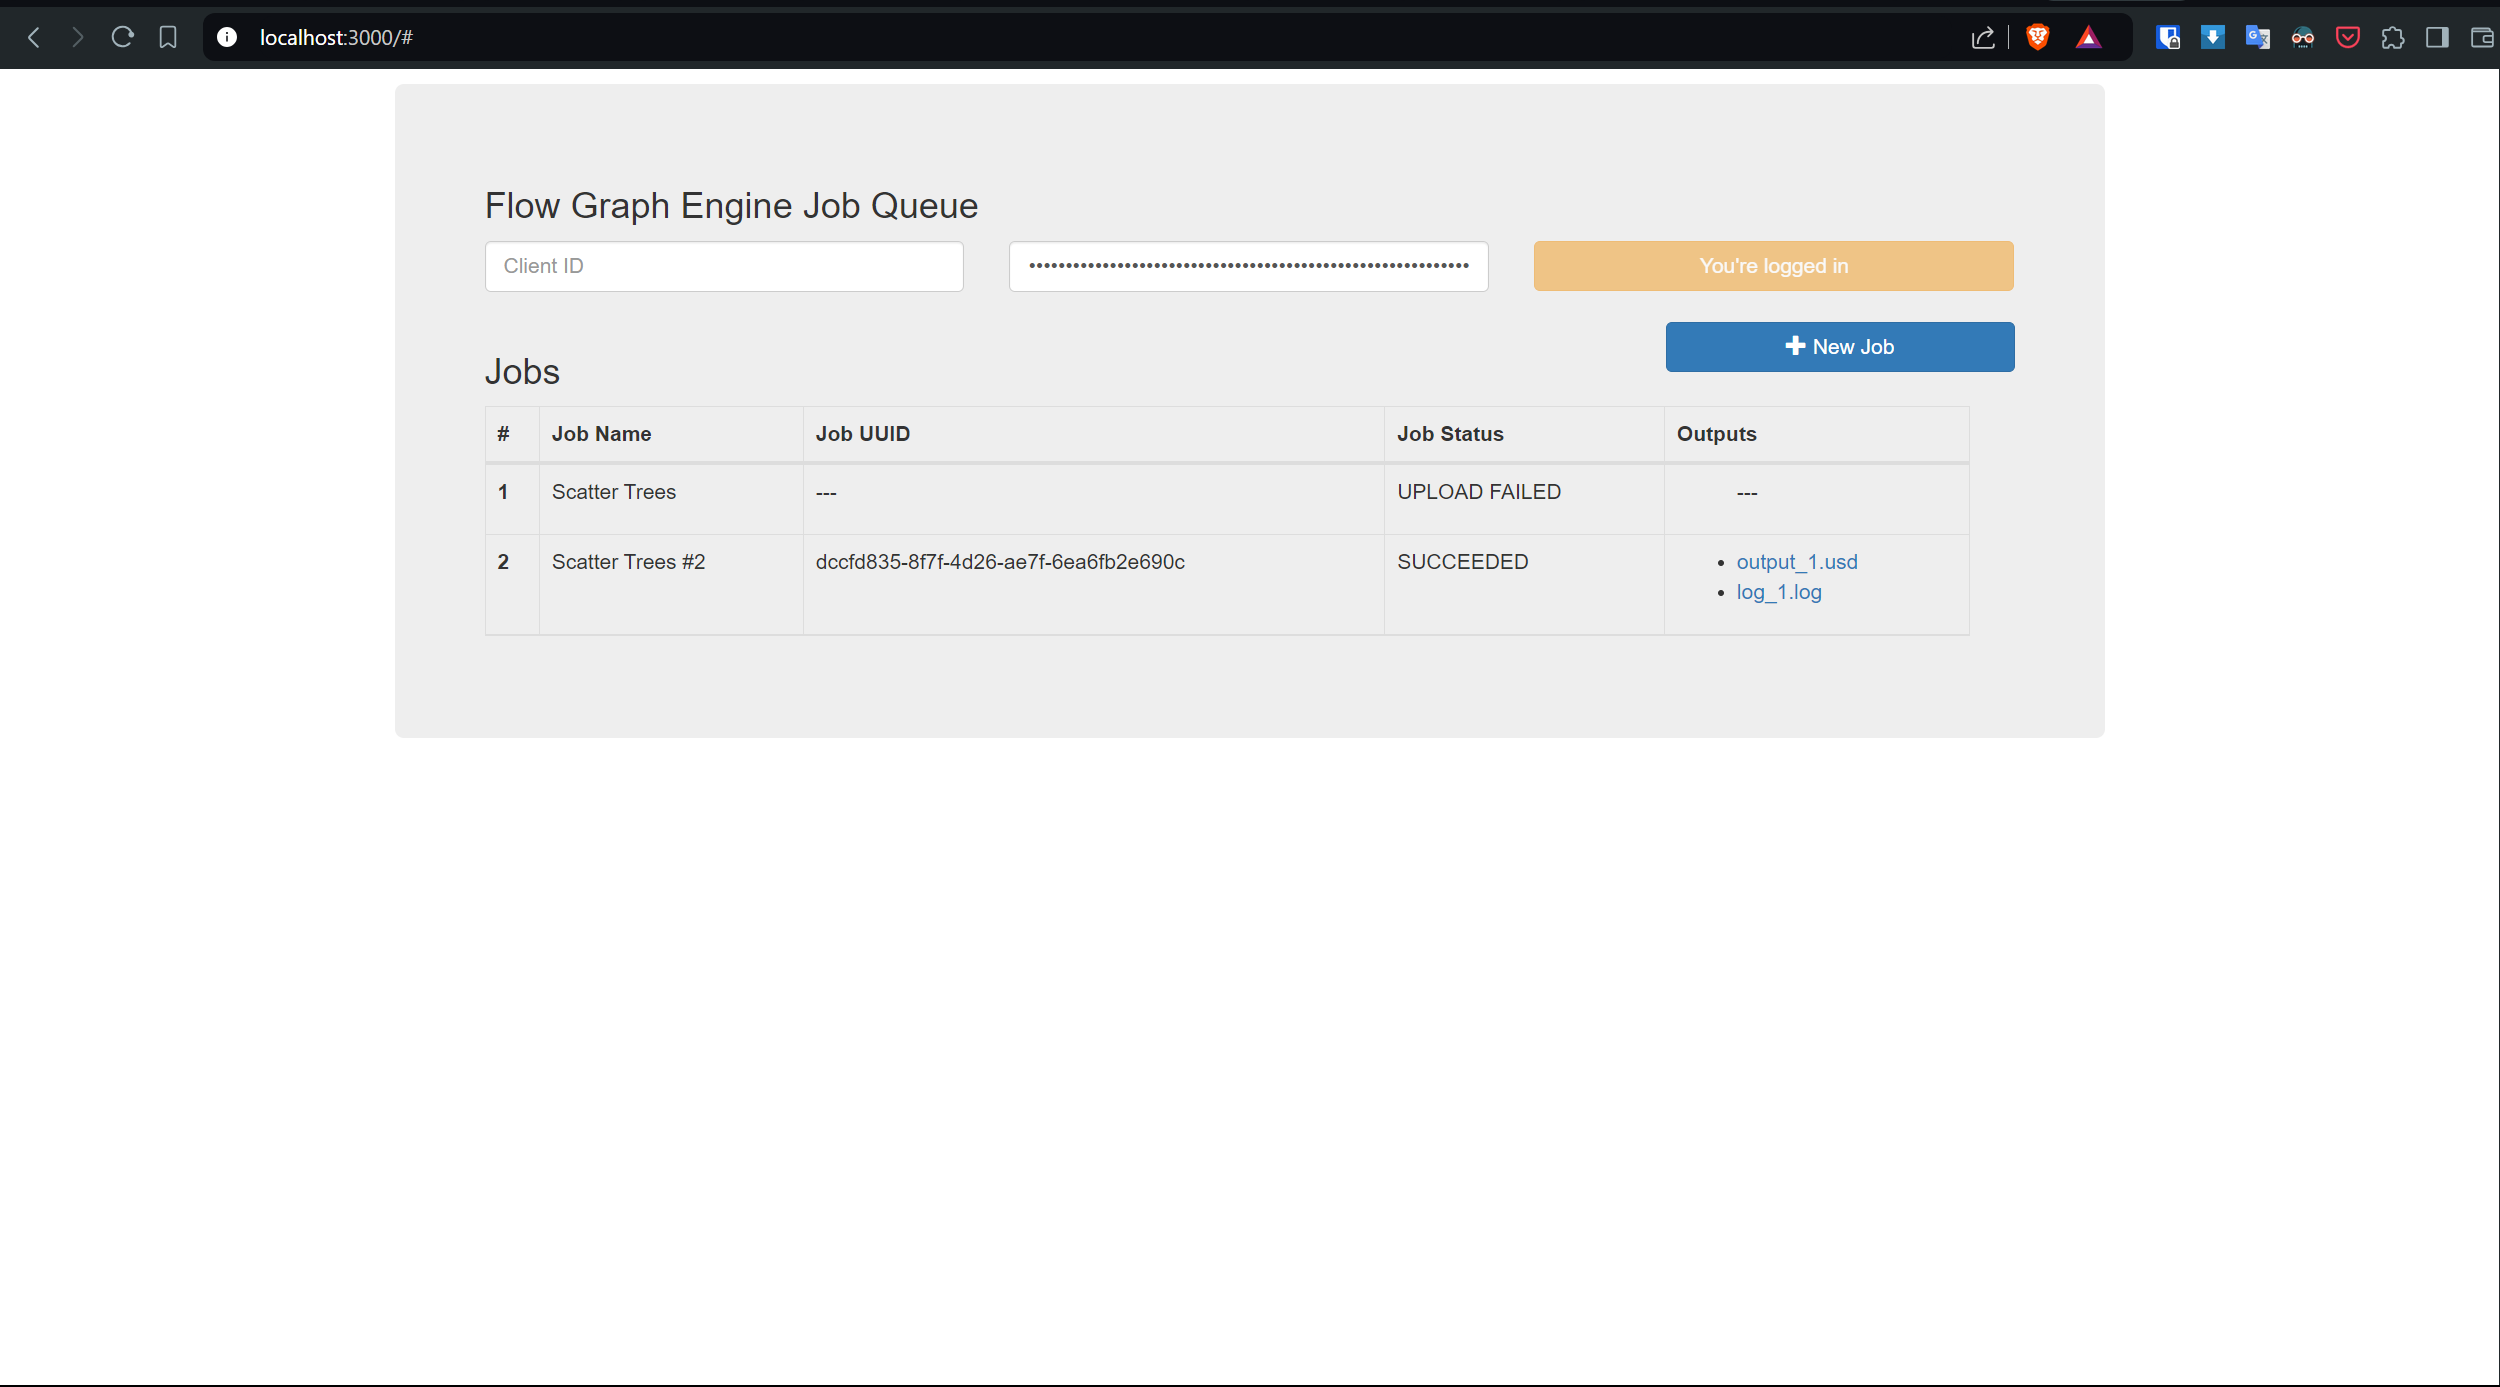 localhost:3000/#
Flow Graph Engine Job Queue
Client ID
••••••••••••••••••••••••••••••••••••••••••••••••••••••••••••••••
You're logged in
New Job
Jobs
# Job Name Job UUID Job Status Outputs
1 Scatter Trees --- UPLOAD FAILED ---
2 Scatter Trees #2 dccfd835-8f7f-4d26-ae7f-6ea6fb2e690c SUCCEEDED • output_1.usd
• log_1.log